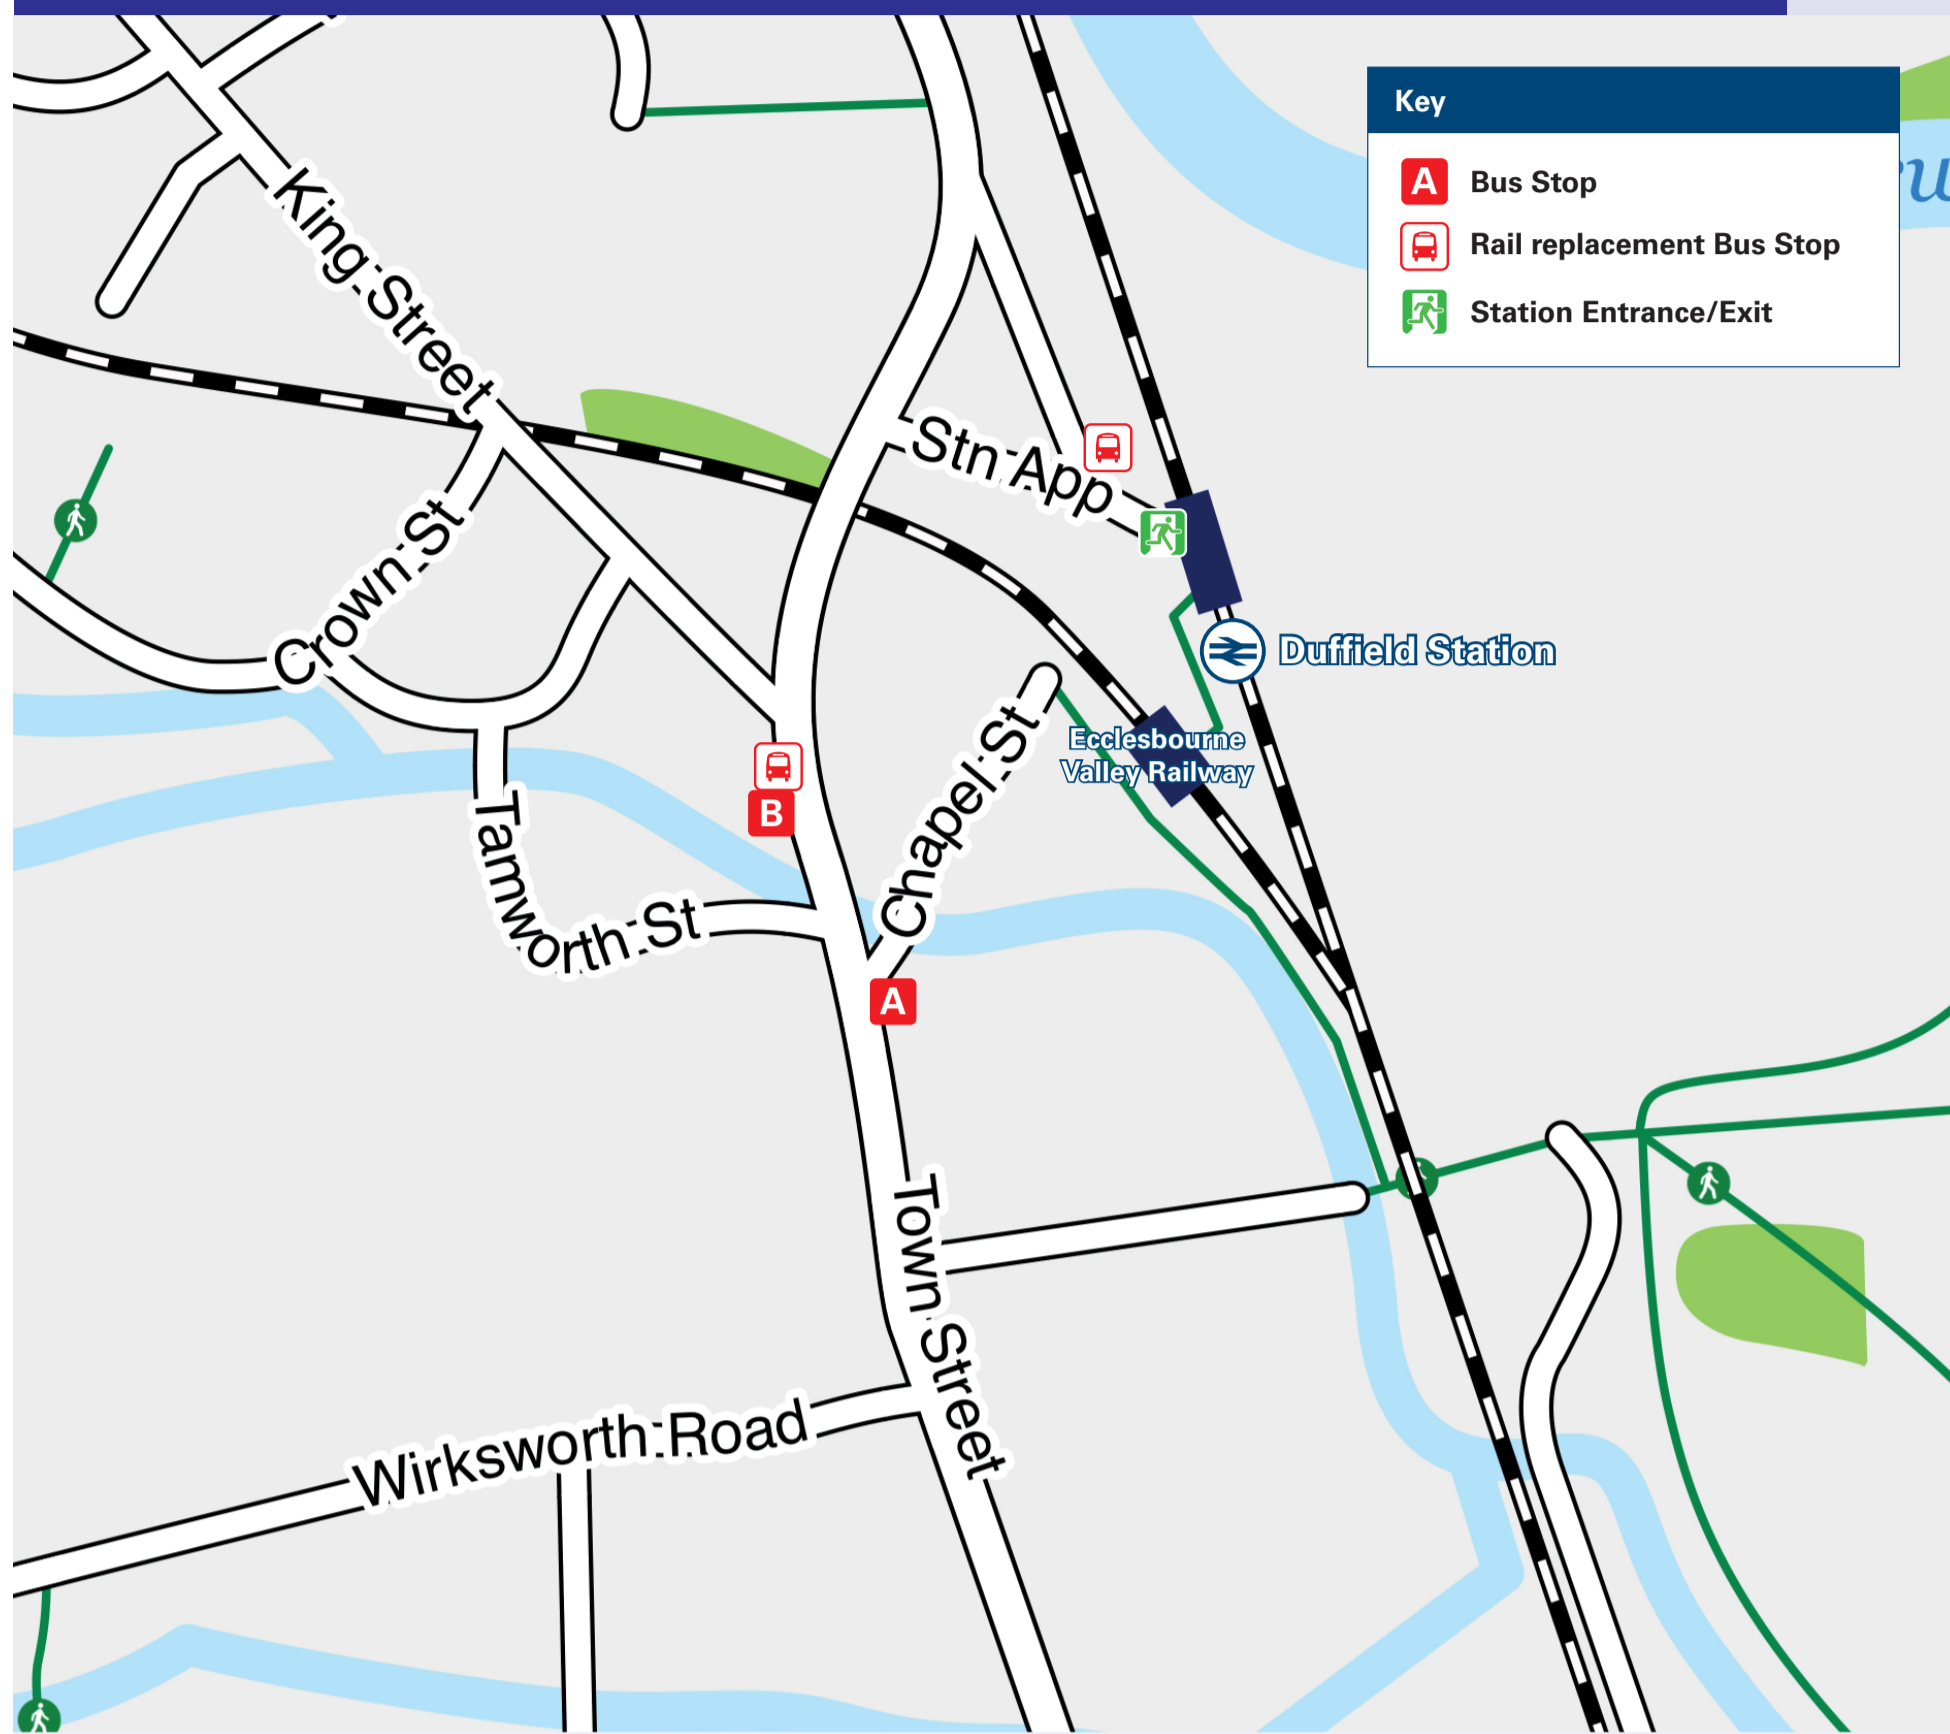 Key
A Bus Stop
Rail replacement Bus Stop
Station Entrance/Exit
King Street
Stn App
Crown St
Duffield Station
Chapel St
Ecclesbourne
Valley Railway
B
Tamworth St
A
Town Street
Wirksworth Road